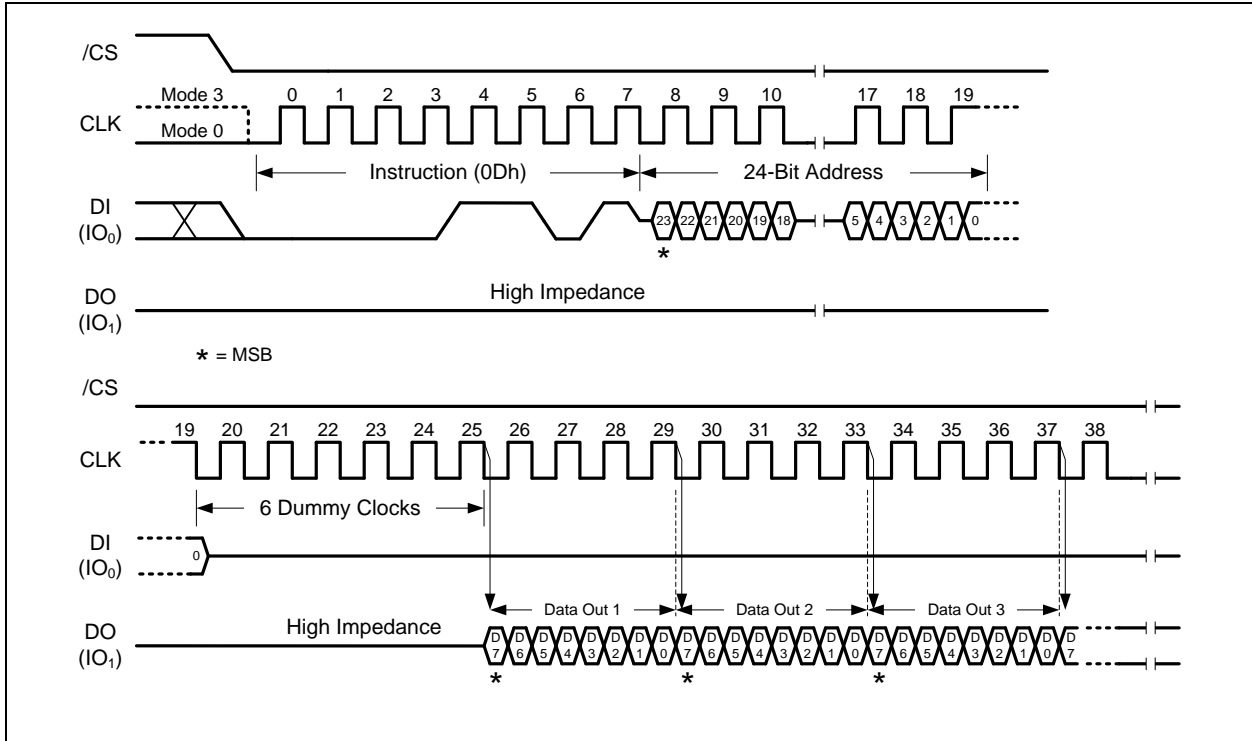 /CS
Mode 3 0 1 2 3 4 5 6 7 8 9 10 17 18 19
CLK Mode 0
Instruction (0Dh) 24-Bit Address
DI
(IO₀) 23 22 21 20 19 18 5 4 3 2 1 0
*
High Impedance
DO
(IO₁)
* = MSB
/CS
19 20 21 22 23 24 25 26 27 28 29 30 31 32 33 34 35 36 37 38
CLK
6 Dummy Clocks
DI
(IO₀) 0
Data Out 1 Data Out 2 Data Out 3
DO
(IO₁) High Impedance D7 D6 D5 D4 D3 D2 D1 D0 D7 D6 D5 D4 D3 D2 D1 D0 D7 D6 D5 D4 D3 D2 D1 D0 D7
* * *